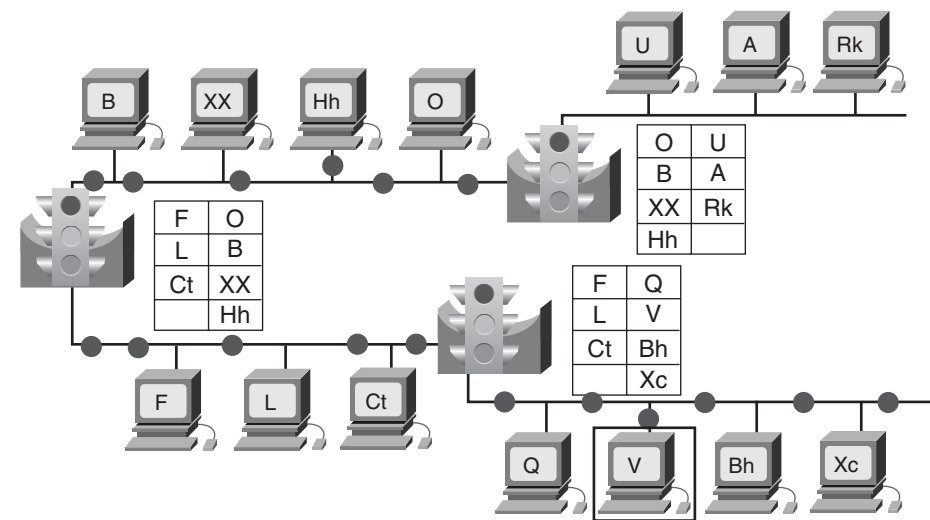 U A Rk
B XX Hh O
O U
B A
XX Rk
Hh
F O
L B
Ct XX
Hh
F Q
L V
Ct Bh
Xc
F L Ct
Q V Bh Xc